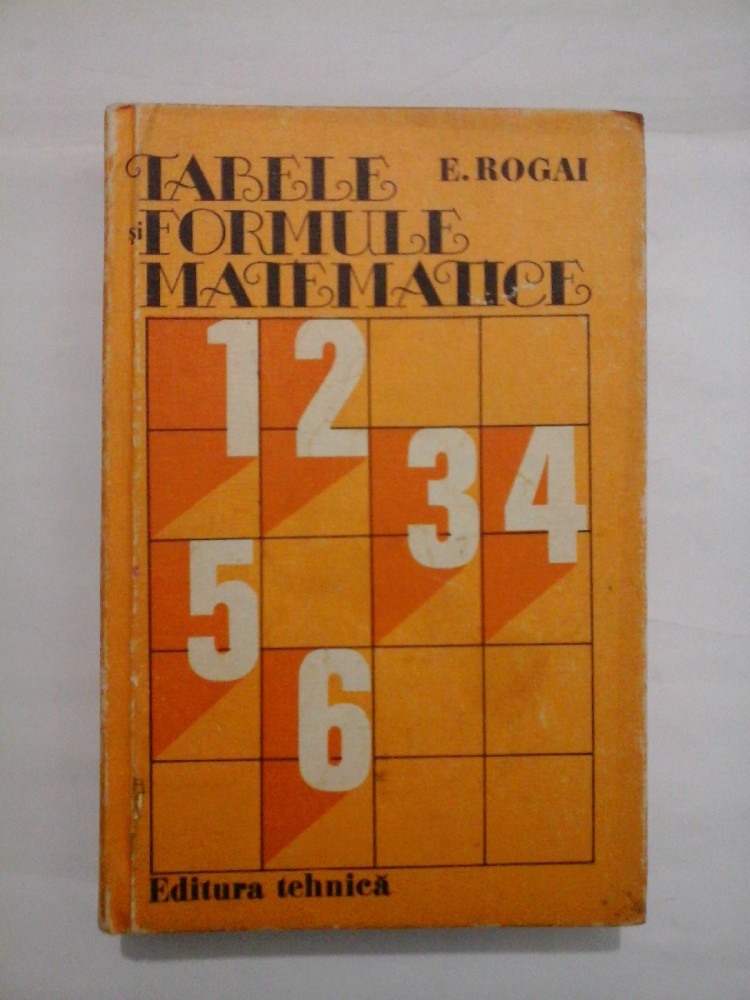 TABELE E. ROGAI
și FORMULE
MATEMATICE
1 2
3 4
5
6
Editura tehnică